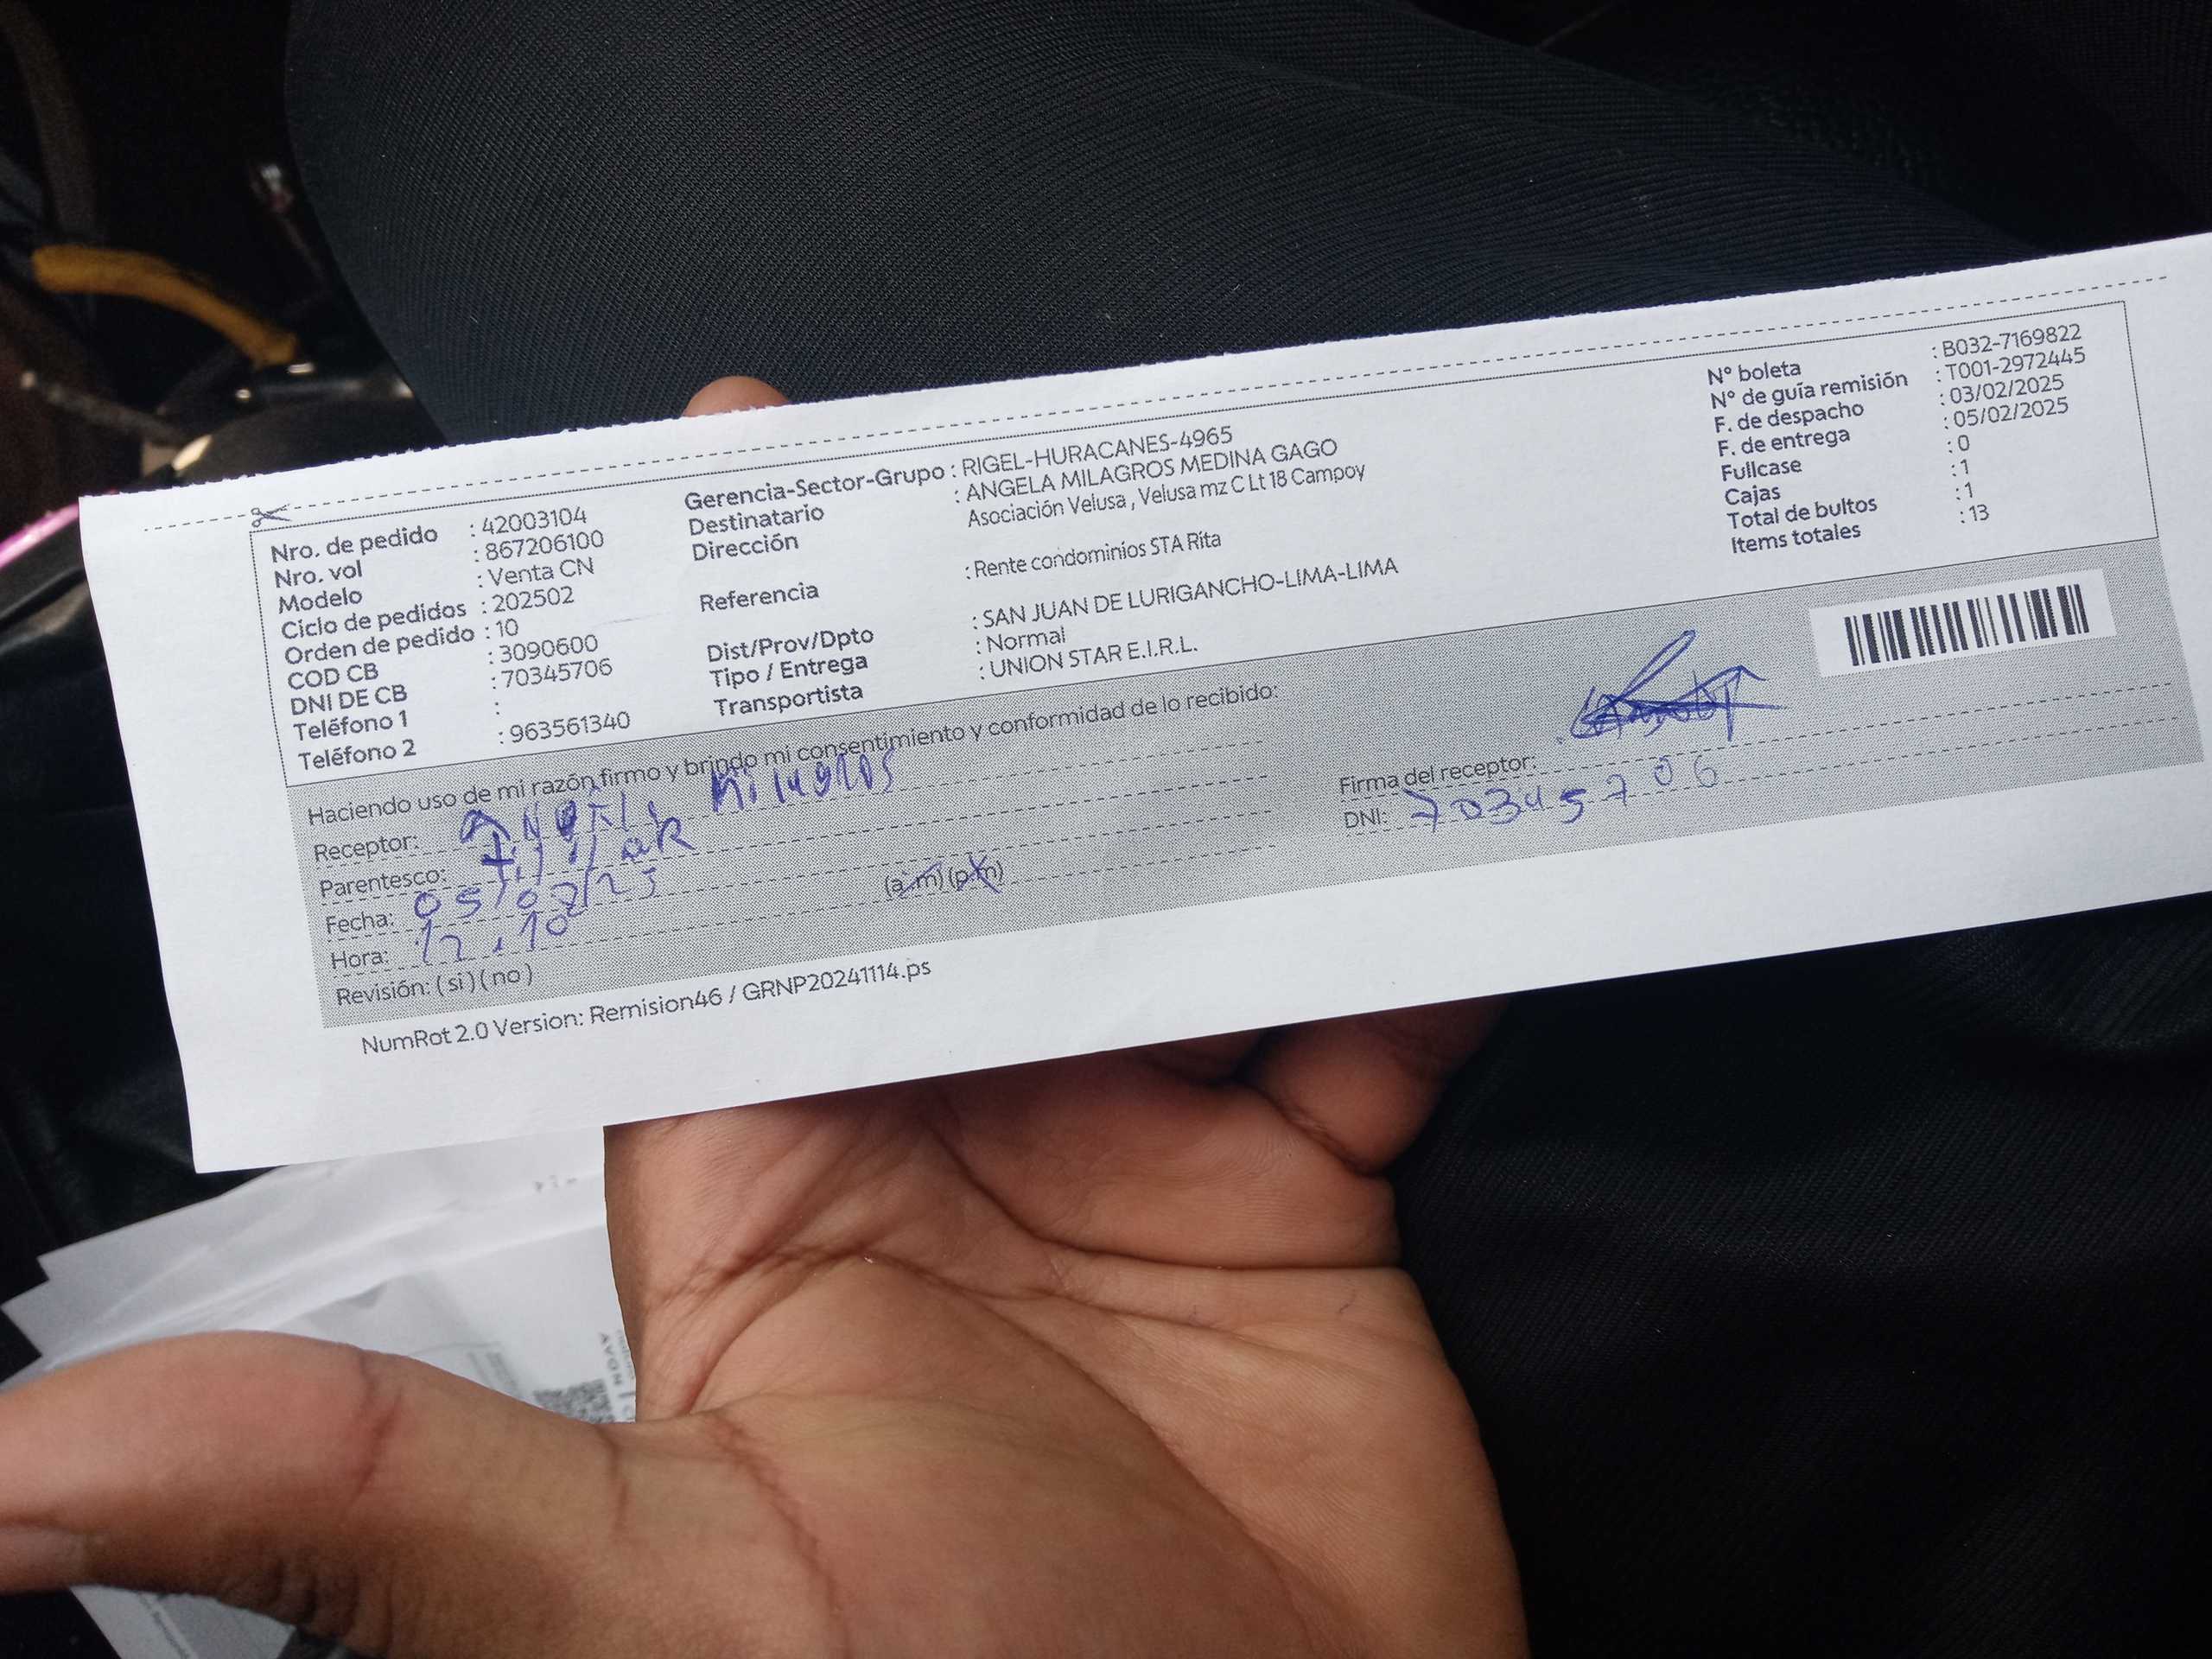 Nro. de pedido : 42003104
Nro. vol : 867206100
Modelo : Venta CN
Ciclo de pedidos : 202502
Orden de pedido : 10
COD CB : 3090600
DNI DE CB : 70345706
Teléfono 1 :
Teléfono 2 : 963561340
Gerencia-Sector-Grupo : RIGEL-HURACANES-4965
Destinatario : ANGELA MILAGROS MEDINA GAGO
Dirección Asociación Velusa , Velusa mz C Lt 18 Campoy
Referencia : Rente condominios STA Rita
Dist/Prov/Dpto : SAN JUAN DE LURIGANCHO-LIMA-LIMA
Tipo / Entrega : Normal
Transportista : UNION STAR E.I.R.L.
N° boleta : B032-7169822
N° de guía remisión : T001-2972445
F. de despacho : 03/02/2025
F. de entrega : 05/02/2025
Fullcase : 0
Cajas : 1
Total de bultos : 1
Items totales : 13
Haciendo uso de mi razón firmo y brindo mi consentimiento y conformidad de lo recibido:
Receptor: Milagros
Parentesco:
Fecha: 05/02/25
Hora: 12.10 (a.m) (p.m)
Revisión: ( si ) ( no )
Firma del receptor:
DNI: 70345706
NumRot 2.0 Version: Remision46 / GRNP20241114.ps
AVON